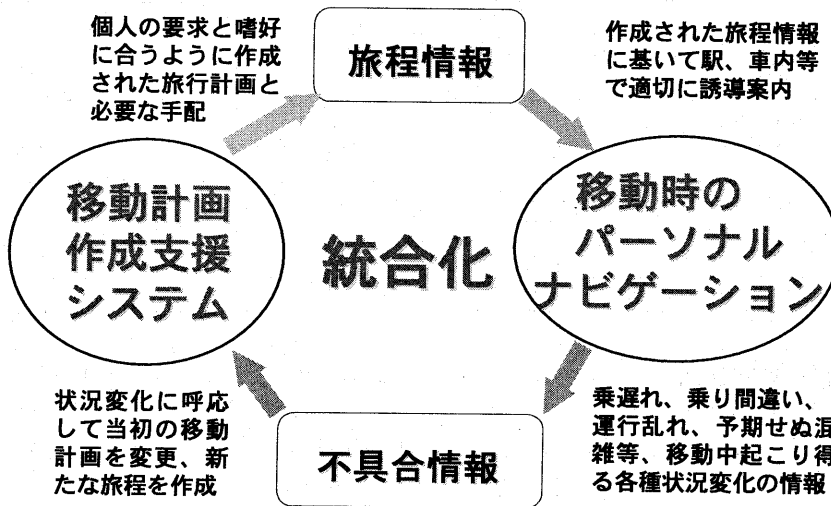 個人の要求と嗜好
に合うように作成
された旅行計画と
必要な手配
旅程情報
作成された旅程情報
に基いて駅、車内等
で適切に誘導案内
移動計画
作成支援
システム
統合化
移動時の
パーソナル
ナビゲーション
状況変化に呼応
して当初の移動
計画を変更、新
たな旅程を作成
不具合情報
乗遅れ、乗り間違い、
運行乱れ、予期せぬ混
雑等、移動中起こり得
る各種状況変化の情報